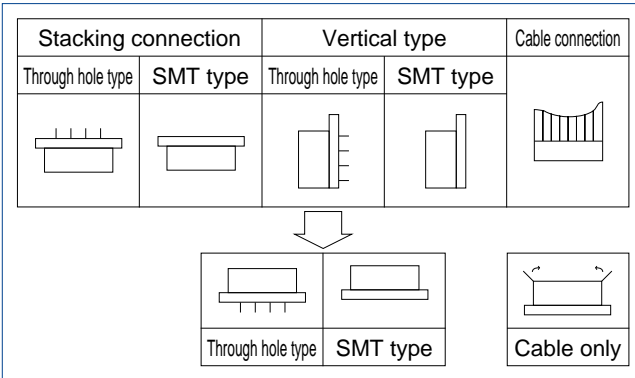 Stacking connection Vertical type Cable connection
Through hole type SMT type Through hole type SMT type
Through hole type SMT type Cable only